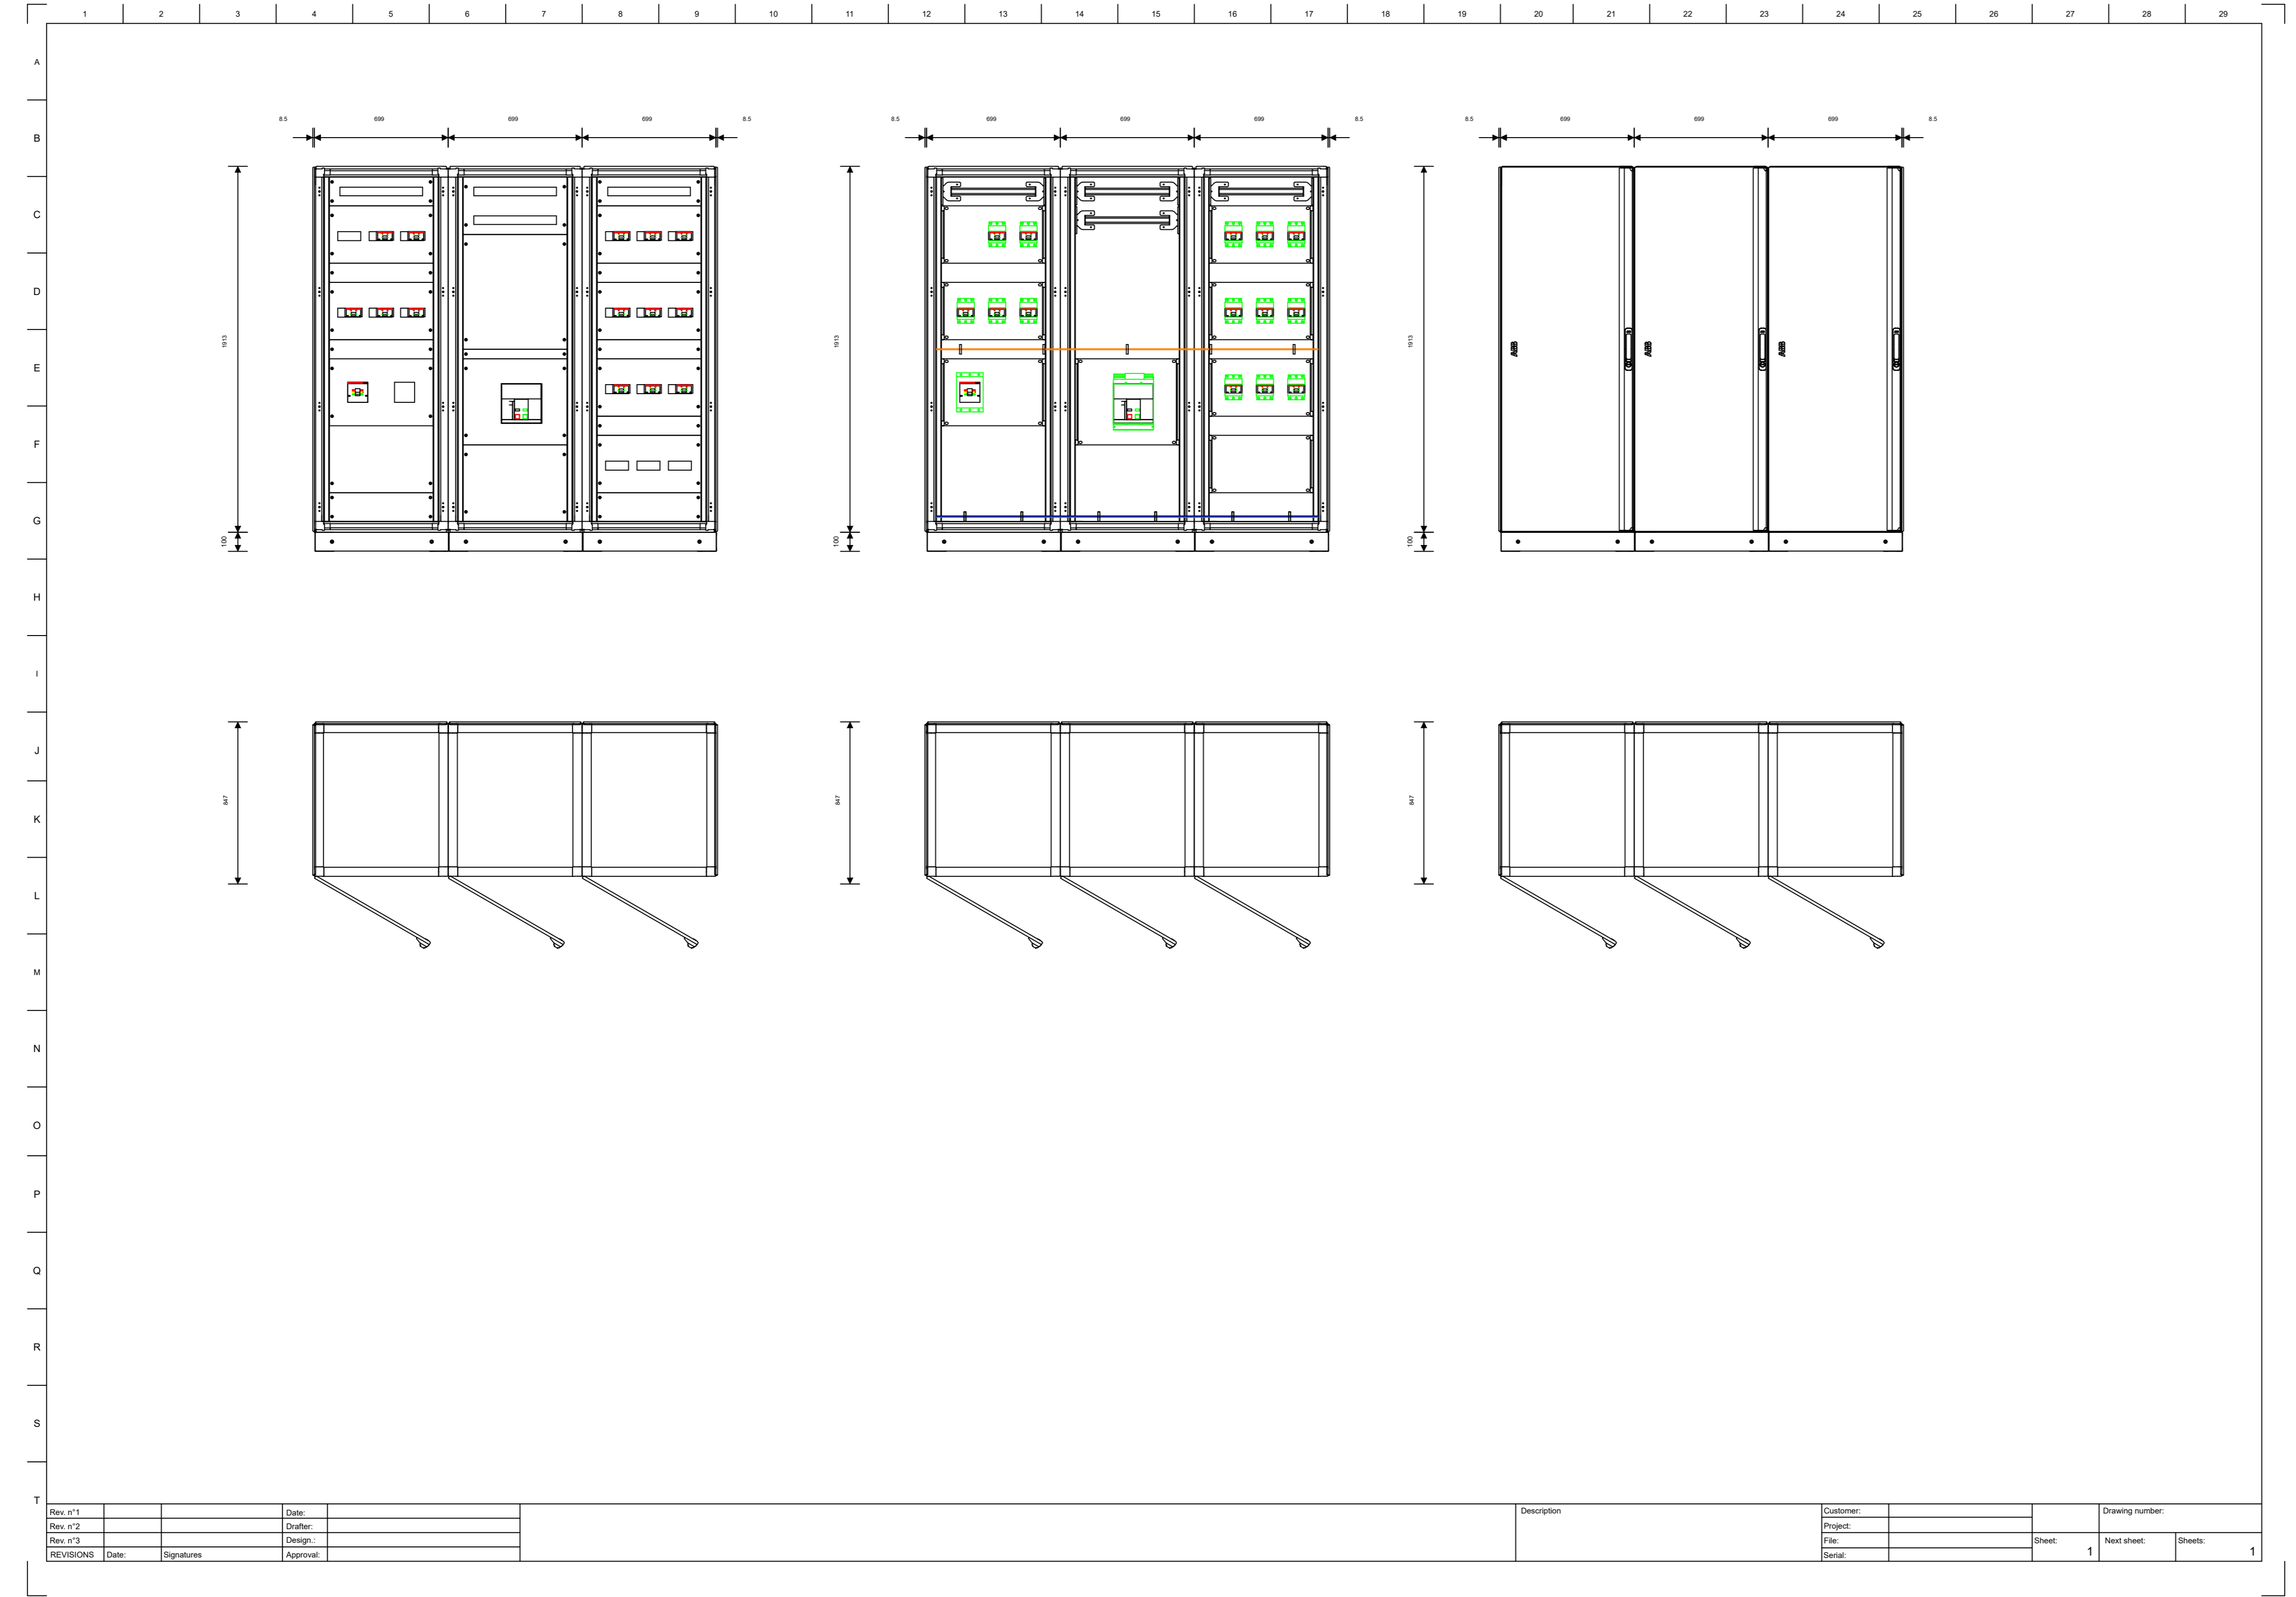 1 2 3 4 5 6 7 8 9 10 11 12 13 14 15 16 17 18 19 20 21 22 23 24 25 26 27 28 29
A
B
8.5 699 699 699 8.5 8.5 699 699 699 8.5 8.5 699 699 699 8.5
C
D
E
1913 1913 1913
ABB ABB ABB
F
G
100 100 100
H
I
J
K
847 847 847
L
M
N
O
P
Q
R
S
T
Rev. n°1 Date: Description Customer: Drawing number:
Rev. n°2 Drafter: Project:
Rev. n°3 Design.: File: Sheet: 1 Next sheet: Sheets: 1
REVISIONS Date: Signatures Approval: Serial: